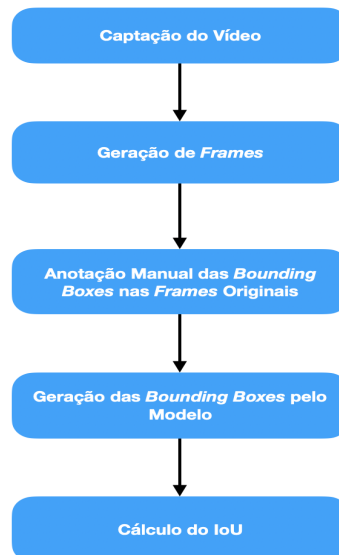 Captação do Vídeo
Geração de Frames
Anotação Manual das Bounding
Boxes nas Frames Originais
Geração das Bounding Boxes pelo
Modelo
Cálculo do IoU